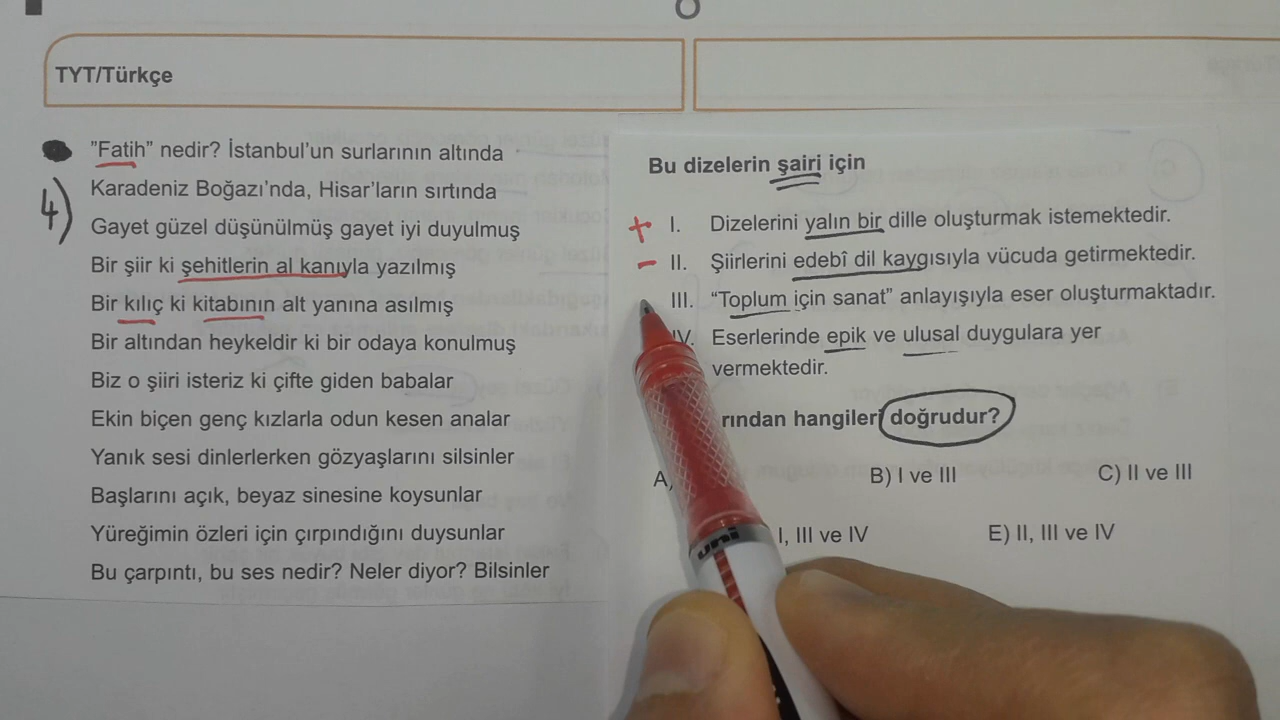 TYT/Türkçe
4)
"Fatih" nedir? İstanbul'un surlarının altında
Karadeniz Boğazı'nda, Hisar'ların sırtında
Gayet güzel düşünülmüş gayet iyi duyulmuş
Bir şiir ki şehitlerin al kanıyla yazılmış
Bir kılıç ki kitabının alt yanına asılmış
Bir altından heykeldir ki bir odaya konulmuş
Biz o şiiri isteriz ki çifte giden babalar
Ekin biçen genç kızlarla odun kesen analar
Yanık sesi dinlerlerken gözyaşlarını silsinler
Başlarını açık, beyaz sinesine koysunlar
Yüreğimin özleri için çırpındığını duysunlar
Bu çarpıntı, bu ses nedir? Neler diyor? Bilsinler
Bu dizelerin şairi için
+ I. Dizelerini yalın bir dille oluşturmak istemektedir.
- II. Şiirlerini edebî dil kaygısıyla vücuda getirmektedir.
III. "Toplum için sanat" anlayışıyla eser oluşturmaktadır.
IV. Eserlerinde epik ve ulusal duygulara yer
vermektedir.
rından hangileri doğrudur?
A) B) I ve III C) II ve III
I, III ve IV E) II, III ve IV
uni